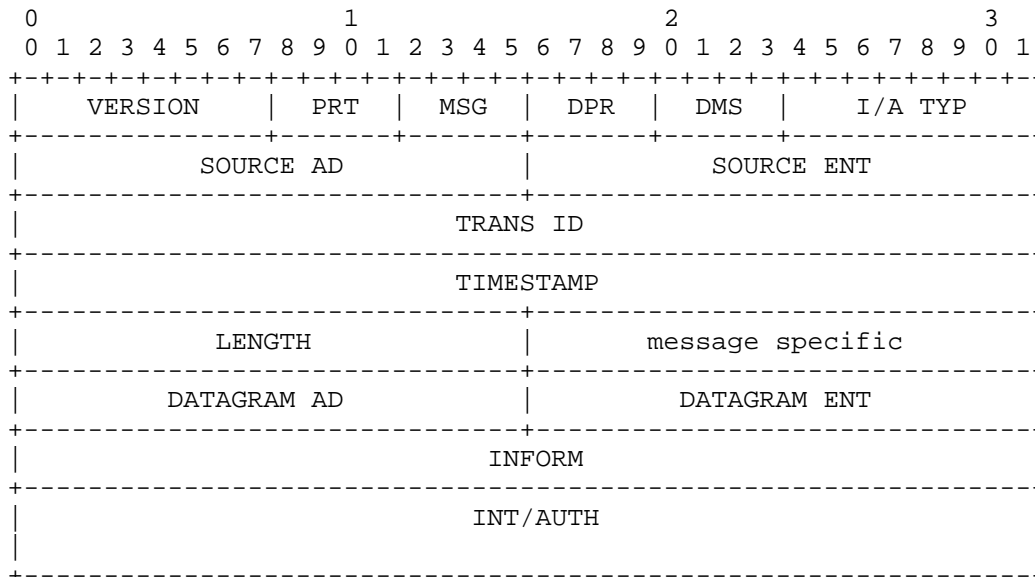 0                   1                   2                   3
0 1 2 3 4 5 6 7 8 9 0 1 2 3 4 5 6 7 8 9 0 1 2 3 4 5 6 7 8 9 0 1
+-+-+-+-+-+-+-+-+-+-+-+-+-+-+-+-+-+-+-+-+-+-+-+-+-+-+-+-+-+-+-+-
|    VERSION    |  PRT  |  MSG  |  DPR  |  DMS  |    I/A TYP
+---------------+-------+-------+-------+-------+---------------
|           SOURCE AD           |           SOURCE ENT
+-------------------------------+-------------------------------
|                           TRANS ID
+---------------------------------------------------------------
|                           TIMESTAMP
+-------------------------------+-------------------------------
|            LENGTH             |       message specific
+-------------------------------+-------------------------------
|         DATAGRAM AD           |         DATAGRAM ENT
+-------------------------------+-------------------------------
|                             INFORM
+---------------------------------------------------------------
|                            INT/AUTH
|
+---------------------------------------------------------------